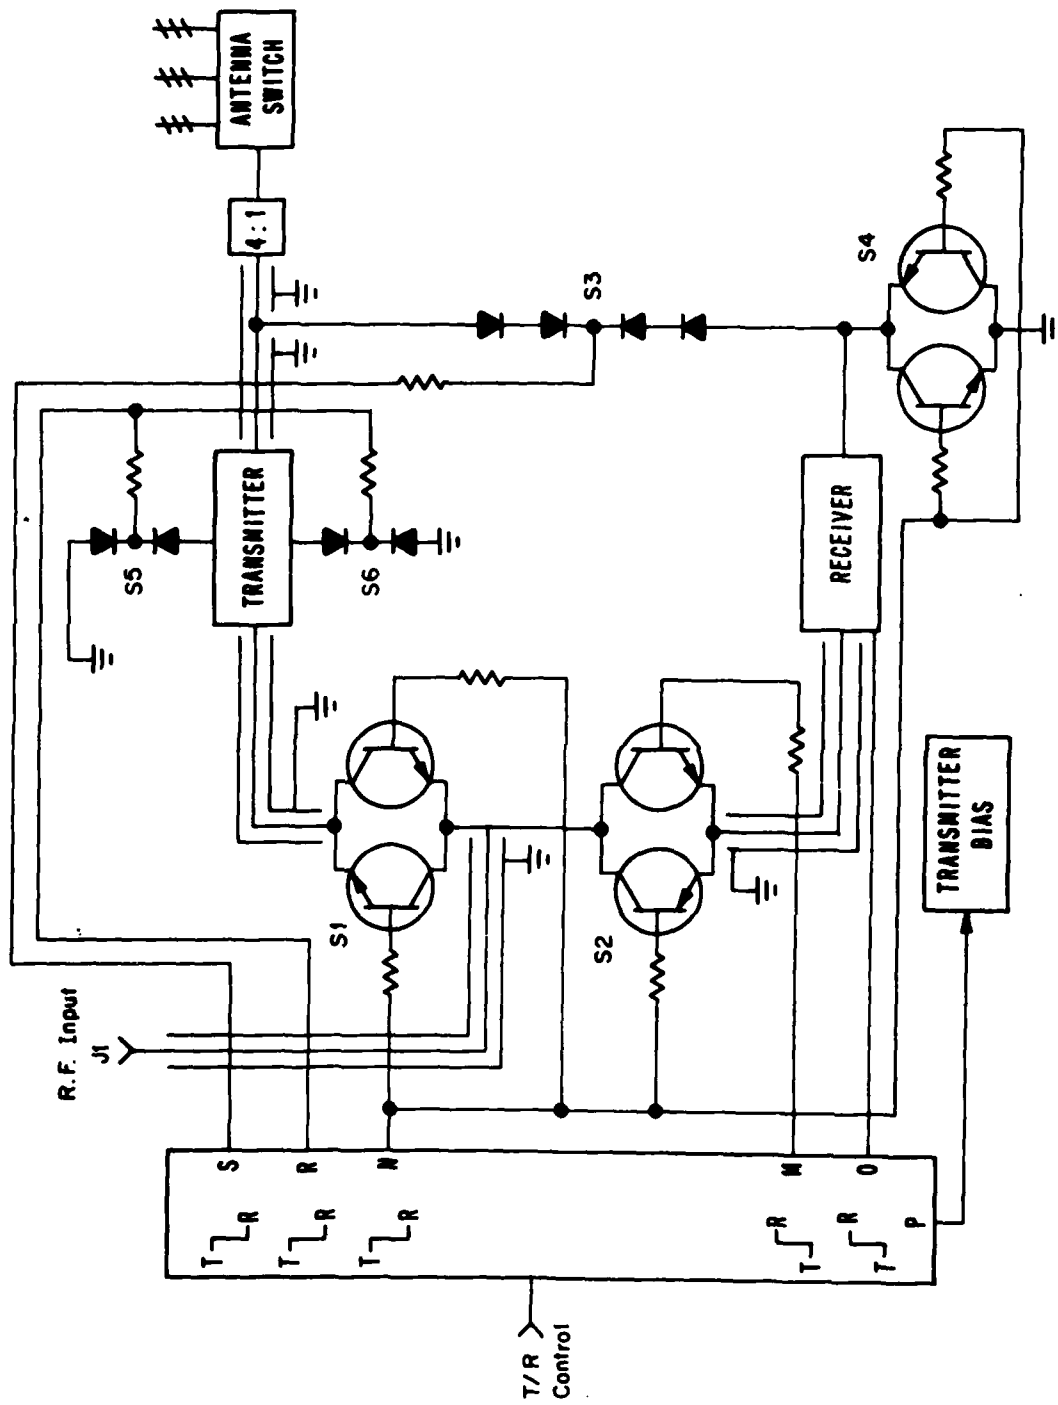 ANTENNA
SWITCH
4:1
S3
S4
S5
TRANSMITTER
S6
RECEIVER
S1
S2
TRANSMITTER
BIAS
R.F. Input
J1
S
R
N
M
O
T
R
T
R
T
R
R
T
R
T
P
T/R
Control